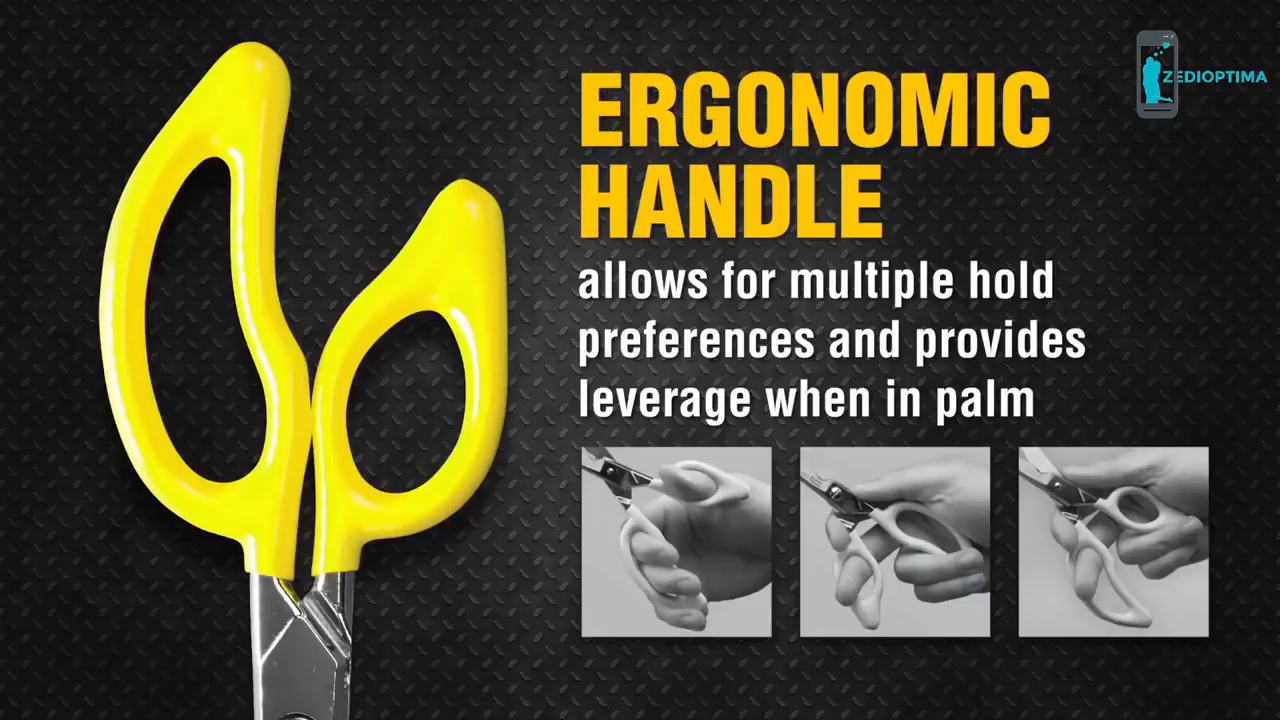 ZEDIOPTIMA
ERGONOMIC
HANDLE
allows for multiple hold
preferences and provides
leverage when in palm